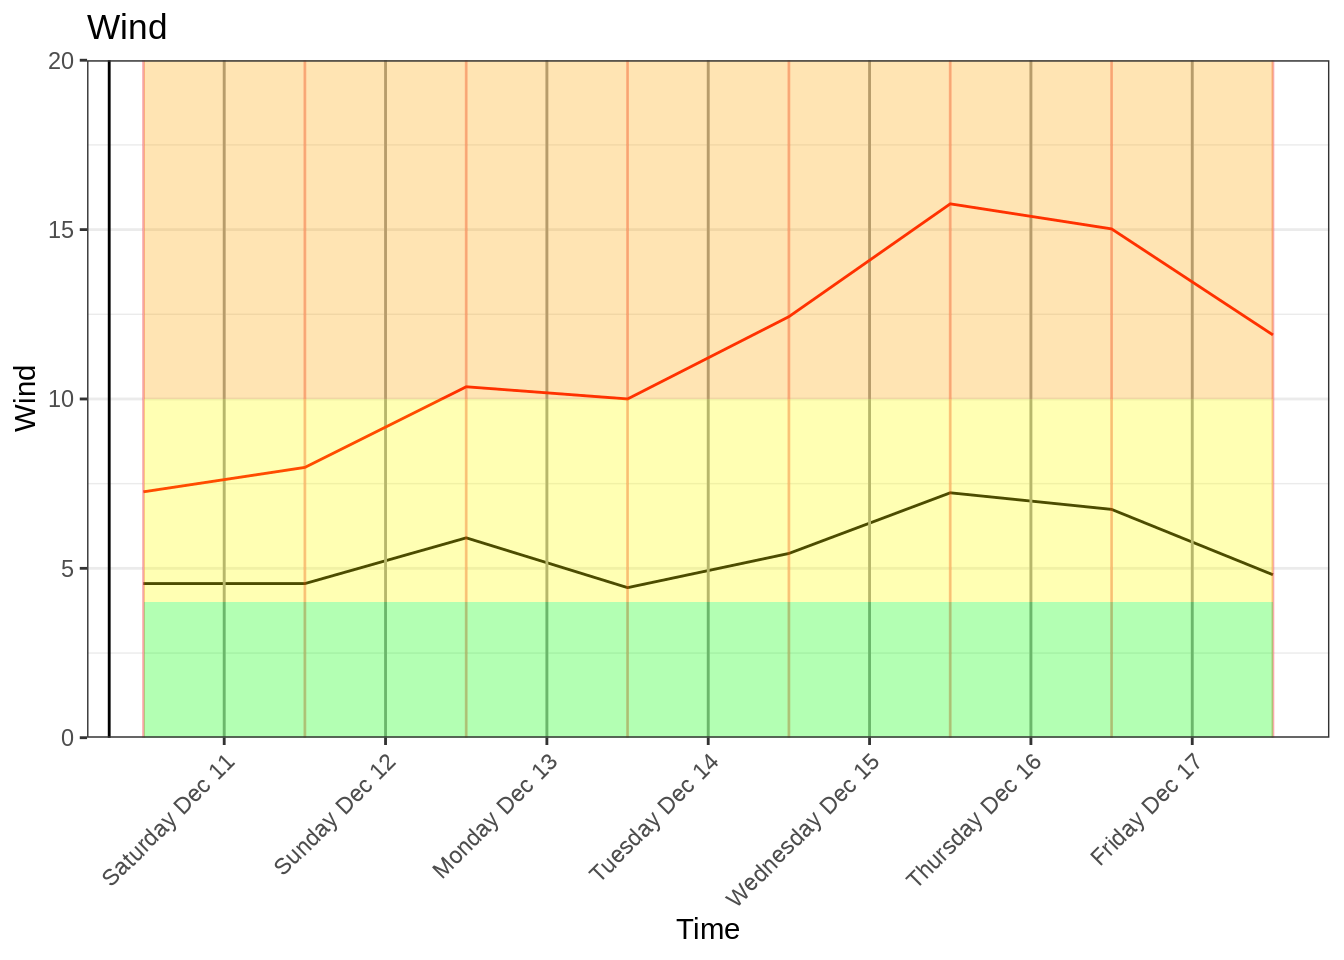 Wind
20
15
10
5
0
Wind
Saturday Dec 11
Sunday Dec 12
Monday Dec 13
Tuesday Dec 14
Wednesday Dec 15
Thursday Dec 16
Friday Dec 17
Time